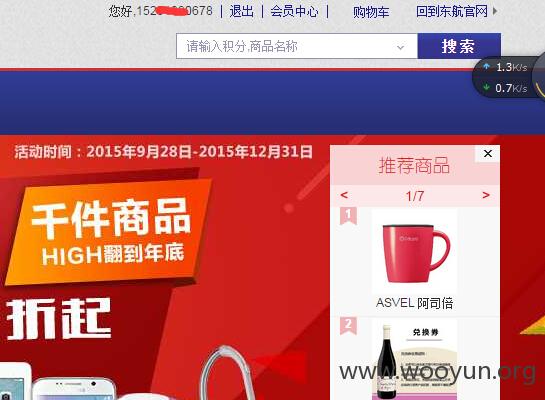 您好,152 0678 | 退出 | 会员中心 | 购物车 回到东航官网
请输入积分,商品名称 搜索
1.3K/s
0.7K/s
活动时间：2015年9月28日-2015年12月31日
推荐商品
< 1/7 >
千件商品
HIGH翻到年底
折起
1
ASVEL 阿司倍
2
兑换券
www.wooyun.org